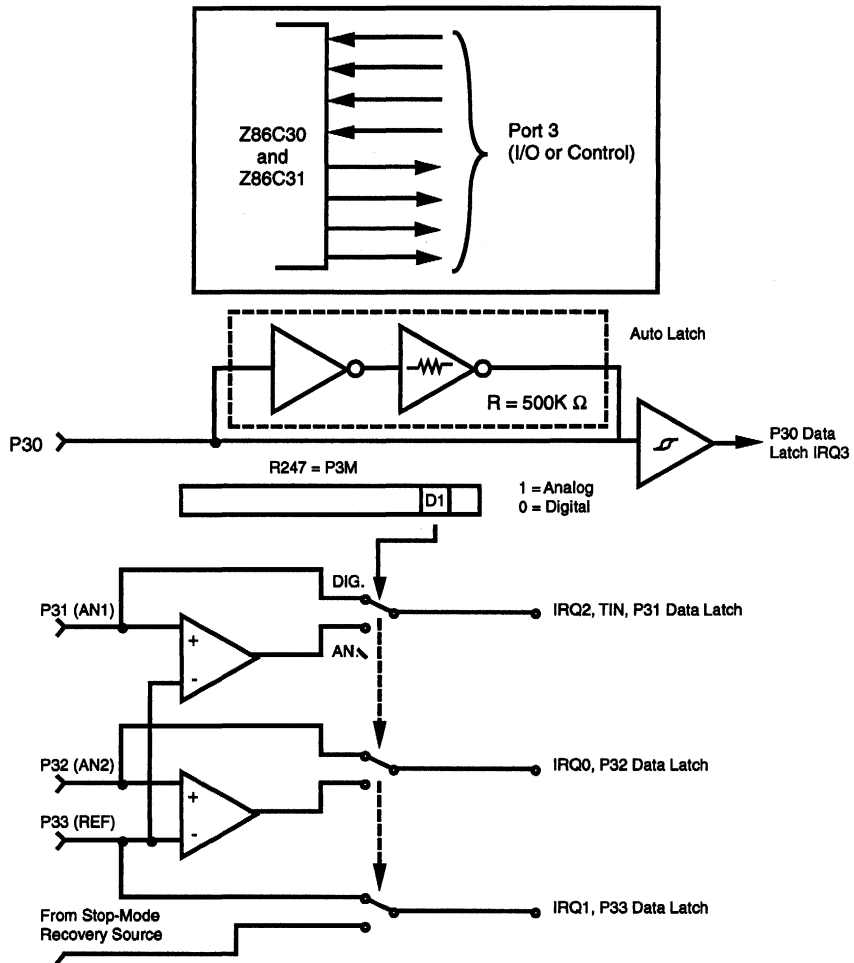 Z86C30
and
Z86C31
Port 3
(I/O or Control)
Auto Latch
R = 500K Ω
P30
P30 Data
Latch IRQ3
R247 = P3M
D1
1 = Analog
0 = Digital
DIG.
P31 (AN1)
IRQ2, TIN, P31 Data Latch
+
-
AN.
P32 (AN2)
IRQ0, P32 Data Latch
+
-
P33 (REF)
From Stop-Mode
Recovery Source
IRQ1, P33 Data Latch